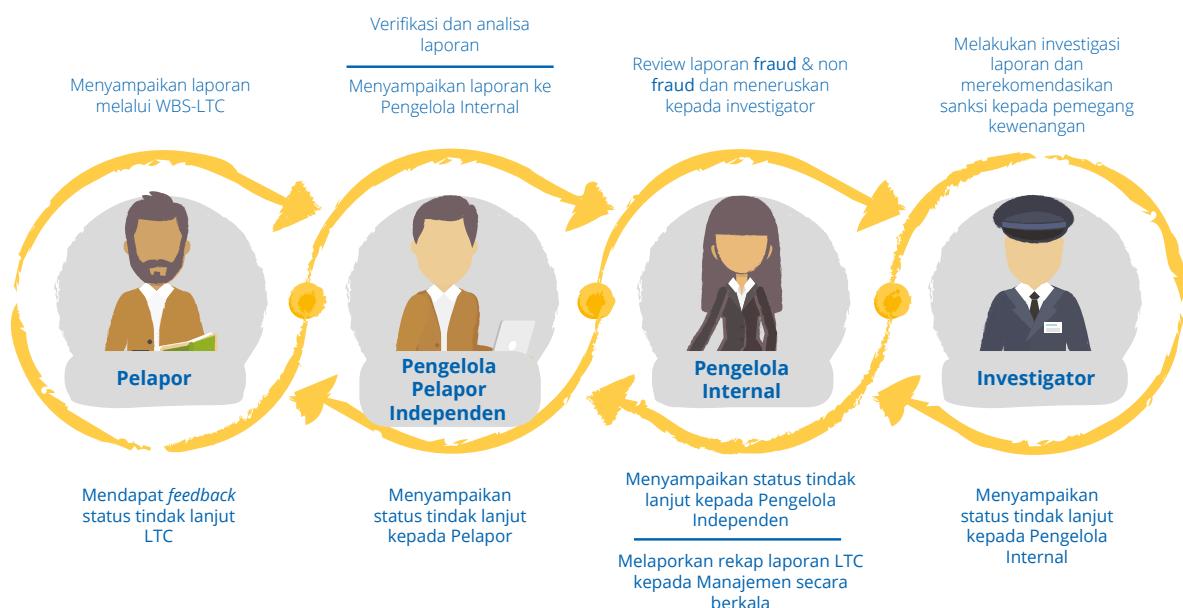 Menyampaikan laporan
melalui WBS-LTC
Verifikasi dan analisa
laporan
Menyampaikan laporan ke
Pengelola Internal
Review laporan fraud & non
fraud dan meneruskan
kepada investigator
Melakukan investigasi
laporan dan
merekomendasikan
sanksi kepada pemegang
kewenangan
Pelapor
Pengelola
Pelapor
Independen
Pengelola
Internal
Investigator
Mendapat feedback
status tindak lanjut
LTC
Menyampaikan
status tindak lanjut
kepada Pelapor
Menyampaikan status tindak
lanjut kepada Pengelola
Independen
Melaporkan rekap laporan LTC
kepada Manajemen secara
berkala
Menyampaikan
status tindak lanjut
kepada Pengelola
Internal